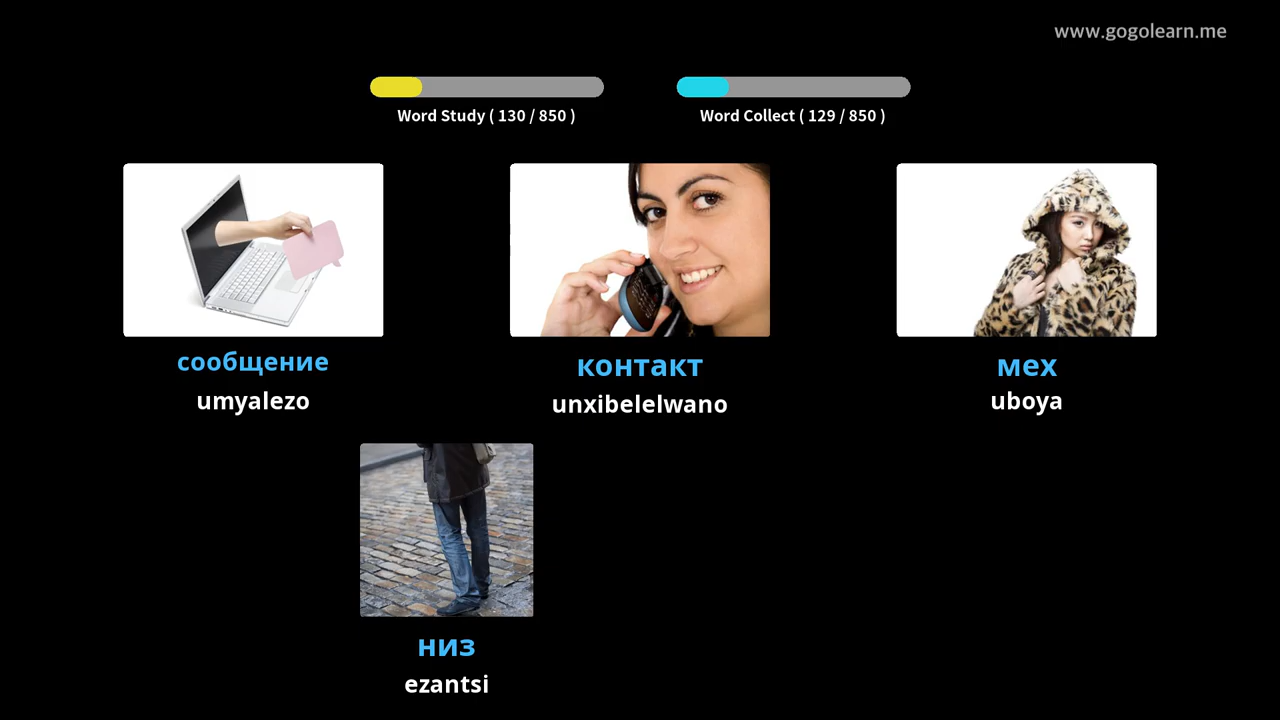 www.gogolearn.me
Word Study ( 130 / 850 )
Word Collect ( 129 / 850 )
сообщение
umyalezo
контакт
unxibelelwano
мех
uboya
низ
ezantsi